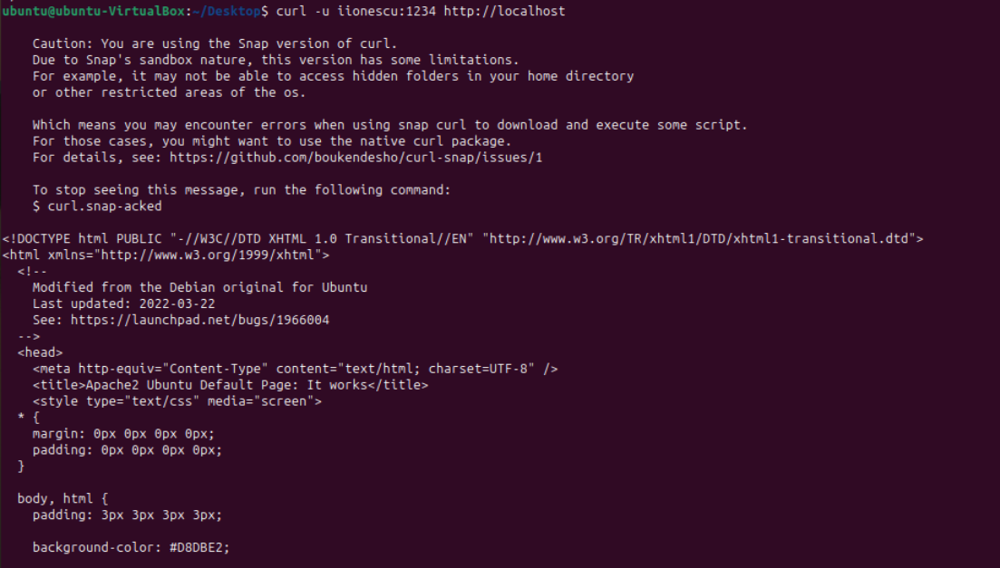 ubuntu@ubuntu-VirtualBox:~/Desktop$ curl -u iionescu:1234 http://localhost
Caution: You are using the Snap version of curl.
Due to Snap's sandbox nature, this version has some limitations.
For example, it may not be able to access hidden folders in your home directory
or other restricted areas of the os.
Which means you may encounter errors when using snap curl to download and execute some script.
For those cases, you might want to use the native curl package.
For details, see: https://github.com/boukendesho/curl-snap/issues/1
To stop seeing this message, run the following command:
$ curl.snap-acked
<!DOCTYPE html PUBLIC "-//W3C//DTD XHTML 1.0 Transitional//EN" "http://www.w3.org/TR/xhtml1/DTD/xhtml1-transitional.dtd">
<html xmlns="http://www.w3.org/1999/xhtml">
<!--
Modified from the Debian original for Ubuntu
Last updated: 2022-03-22
See: https://launchpad.net/bugs/1966004
-->
<head>
<meta http-equiv="Content-Type" content="text/html; charset=UTF-8" />
<title>Apache2 Ubuntu Default Page: It works</title>
<style type="text/css" media="screen">
* {
margin: 0px 0px 0px 0px;
padding: 0px 0px 0px 0px;
}
body, html {
padding: 3px 3px 3px 3px;
background-color: #D8DBE2;